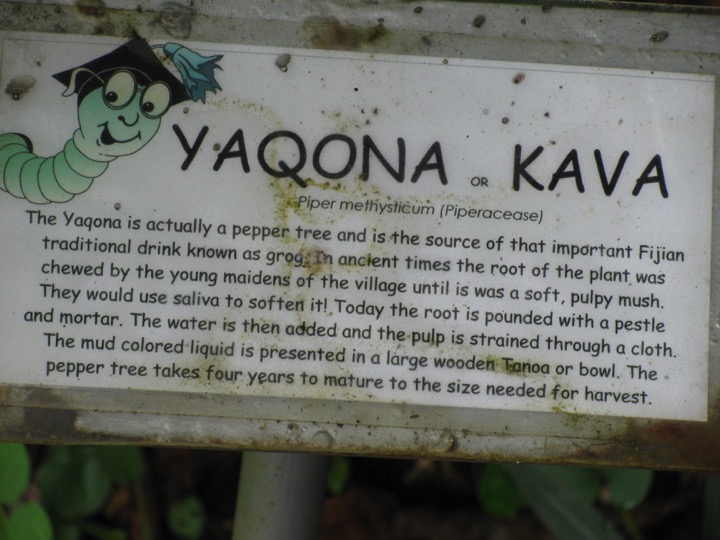 YAQONA OR KAVA
Piper methysticum (Piperacease)
The Yaqona is actually a pepper tree and is the source of that important Fijian
traditional drink known as grog. In ancient times the root of the plant was
chewed by the young maidens of the village until is was a soft, pulpy mush.
They would use saliva to soften it! Today the root is pounded with a pestle
and mortar. The water is then added and the pulp is strained through a cloth.
The mud colored liquid is presented in a large wooden Tanoa or bowl. The
pepper tree takes four years to mature to the size needed for harvest.